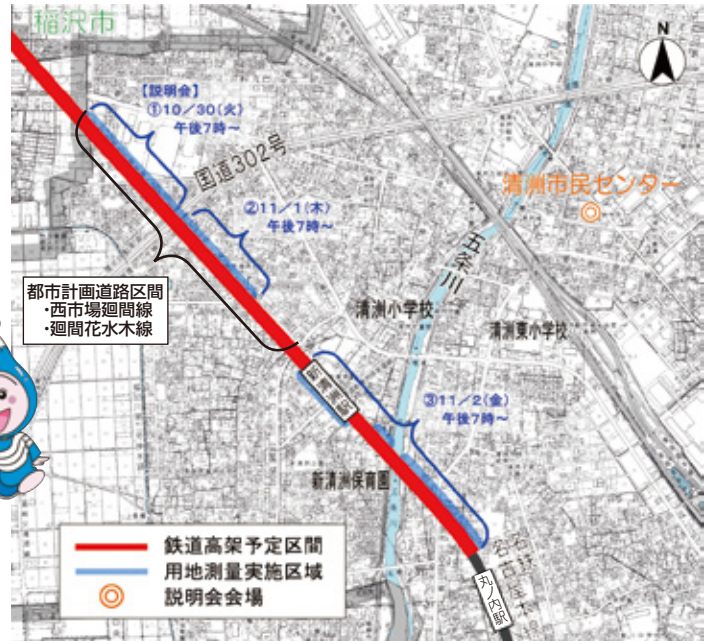 稲沢市
N
【説明会】
①10/30(火)
午後7時~
国道302号
②11/1(木)
午後7時~
清洲市民センター
五条川
都市計画道路区間
・西市場廻間線
・廻間花水木線
清洲小学校
清洲東小学校
新清洲駅
③11/2(金)
午後7時~
新清洲保育園
鉄道高架予定区間
用地測量実施区域
説明会会場
丸ノ内駅